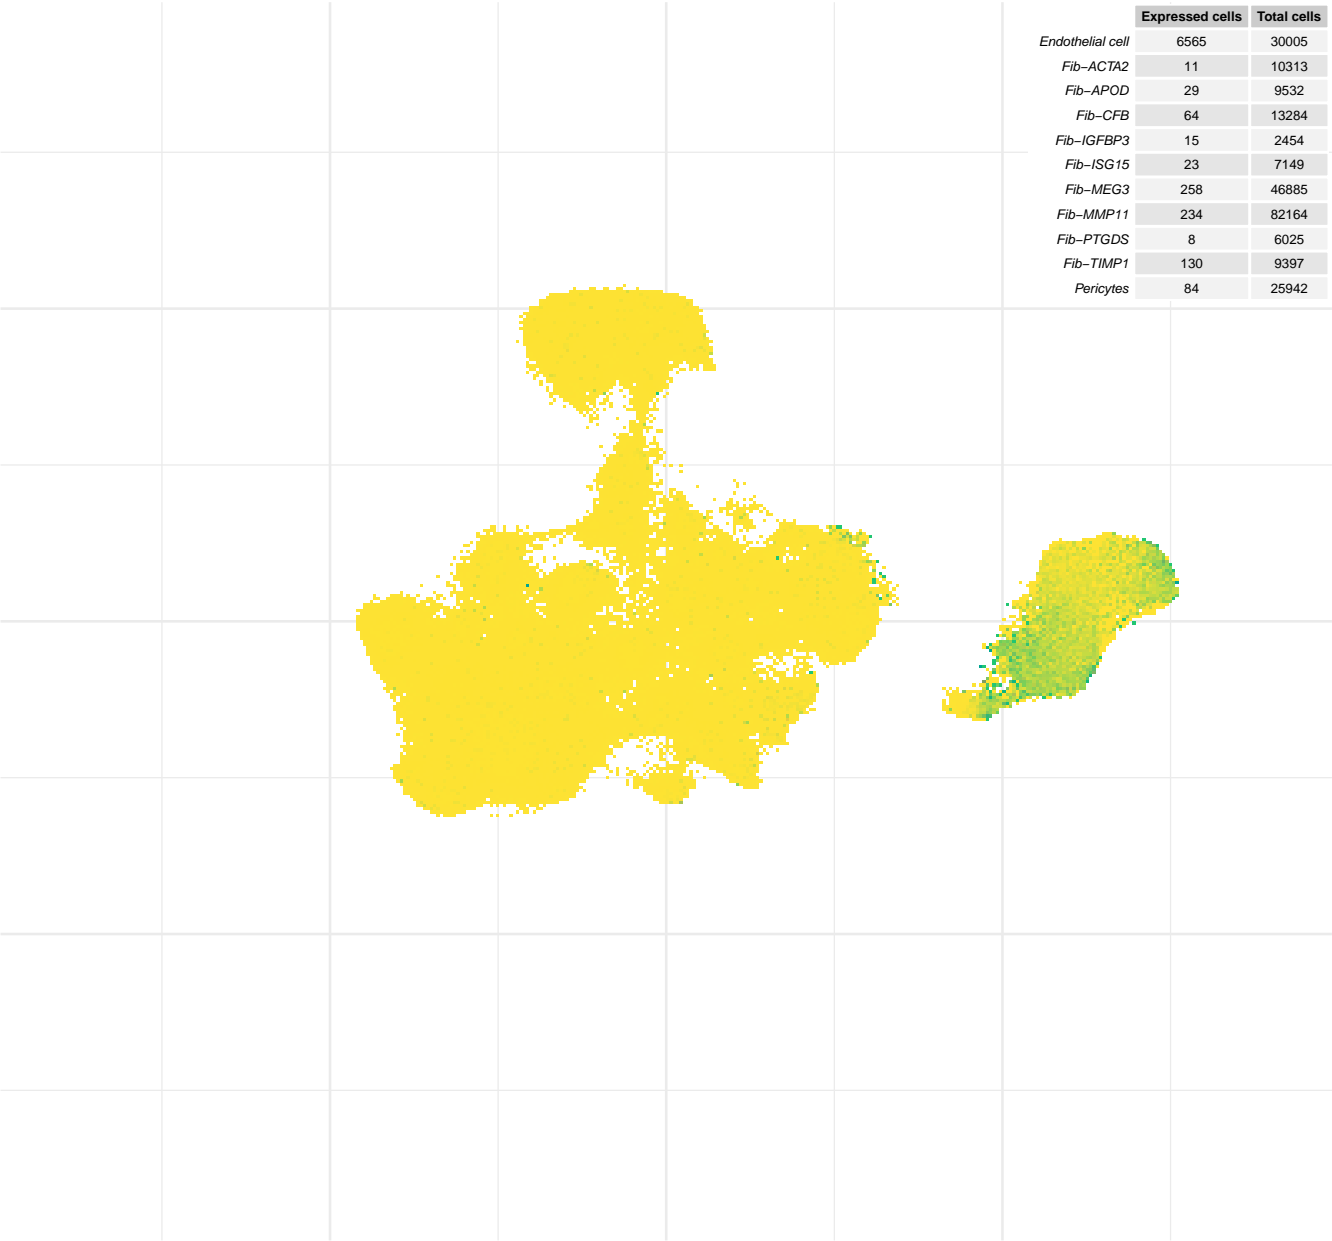 Expressed cells Total cells
Endothelial cell 6565 30005
Fib−ACTA2 11 10313
Fib−APOD 29 9532
Fib−CFB 64 13284
Fib−IGFBP3 15 2454
Fib−ISG15 23 7149
Fib−MEG3 258 46885
Fib−MMP11 234 82164
Fib−PTGDS 8 6025
Fib−TIMP1 130 9397
Pericytes 84 25942